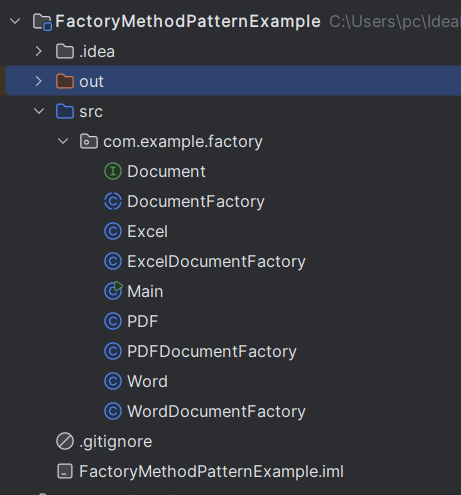 FactoryMethodPatternExample C:\Users\pc\Idea
.idea
out
src
com.example.factory
Document
DocumentFactory
Excel
ExcelDocumentFactory
Main
PDF
PDFDocumentFactory
Word
WordDocumentFactory
.gitignore
FactoryMethodPatternExample.iml